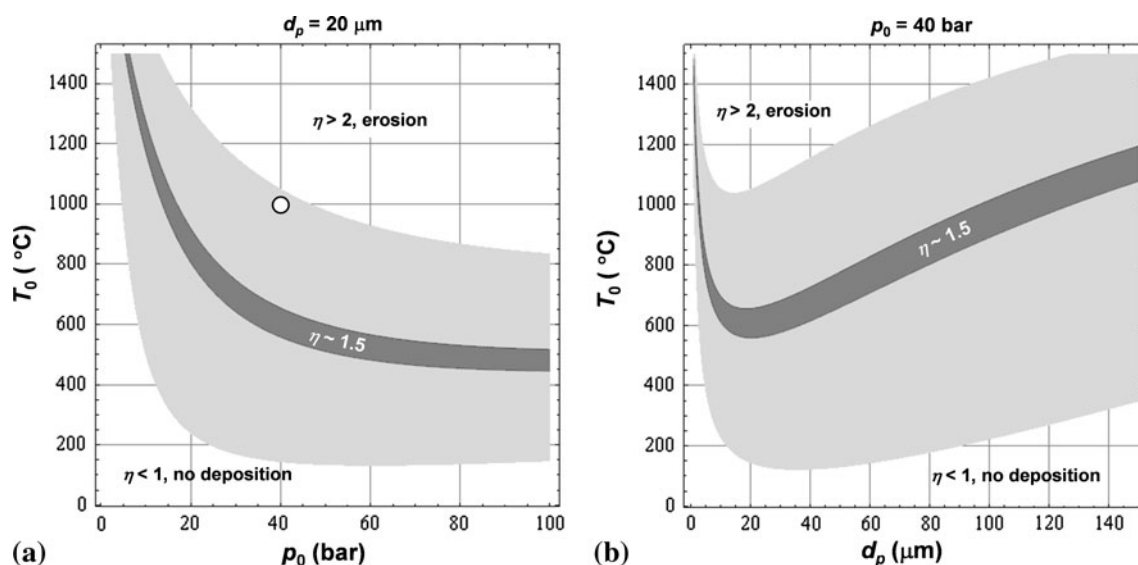 d_p = 20 μm
η > 2, erosion
η ~ 1.5
η < 1, no deposition
T_0 ( °C)
1400
1200
1000
800
600
400
200
0
0 20 40 60 80 100
p_0 (bar)
(a)
p_0 = 40 bar
η > 2, erosion
η ~ 1.5
η < 1, no deposition
T_0 ( °C)
1400
1200
1000
800
600
400
200
0
0 20 40 60 80 100 120 140
d_p (μm)
(b)